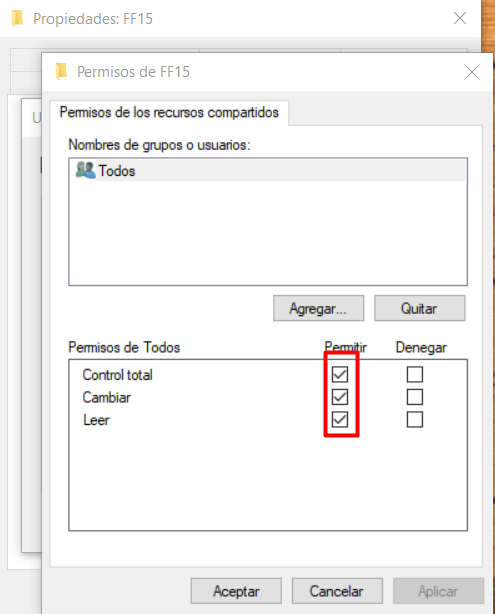 Propiedades: FF15
Permisos de FF15
U
Permisos de los recursos compartidos
Nombres de grupos o usuarios:
Todos
Agregar...
Quitar
Permisos de Todos
Permitir
Denegar
Control total
Cambiar
Leer
Aceptar
Cancelar
Aplicar